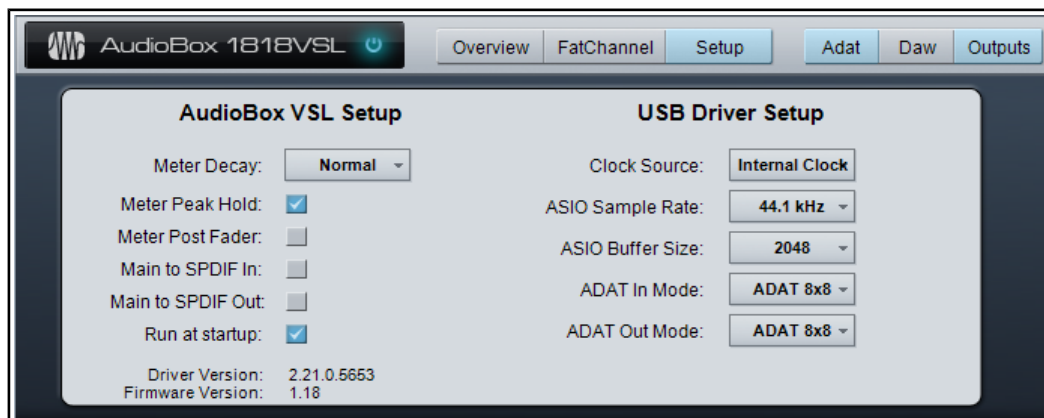 AudioBox 1818VSL
Overview FatChannel Setup Adat Daw Outputs
AudioBox VSL Setup
Meter Decay: Normal
Meter Peak Hold:
Meter Post Fader:
Main to SPDIF In:
Main to SPDIF Out:
Run at startup:
Driver Version: 2.21.0.5653
Firmware Version: 1.18
USB Driver Setup
Clock Source: Internal Clock
ASIO Sample Rate: 44.1 kHz
ASIO Buffer Size: 2048
ADAT In Mode: ADAT 8x8
ADAT Out Mode: ADAT 8x8